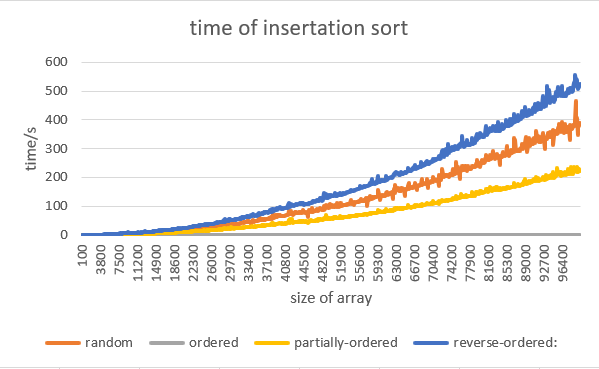 time of insertation sort
600
500
400
300
200
100
0
time/s
100 3800 7500 11200 14900 18600 22300 26000 29700 33400 37100 40800 44500 48200 51900 55600 59300 63000 66700 70400 74200 77900 81600 85300 89000 92700 96400
size of array
random ordered partially-ordered reverse-ordered: